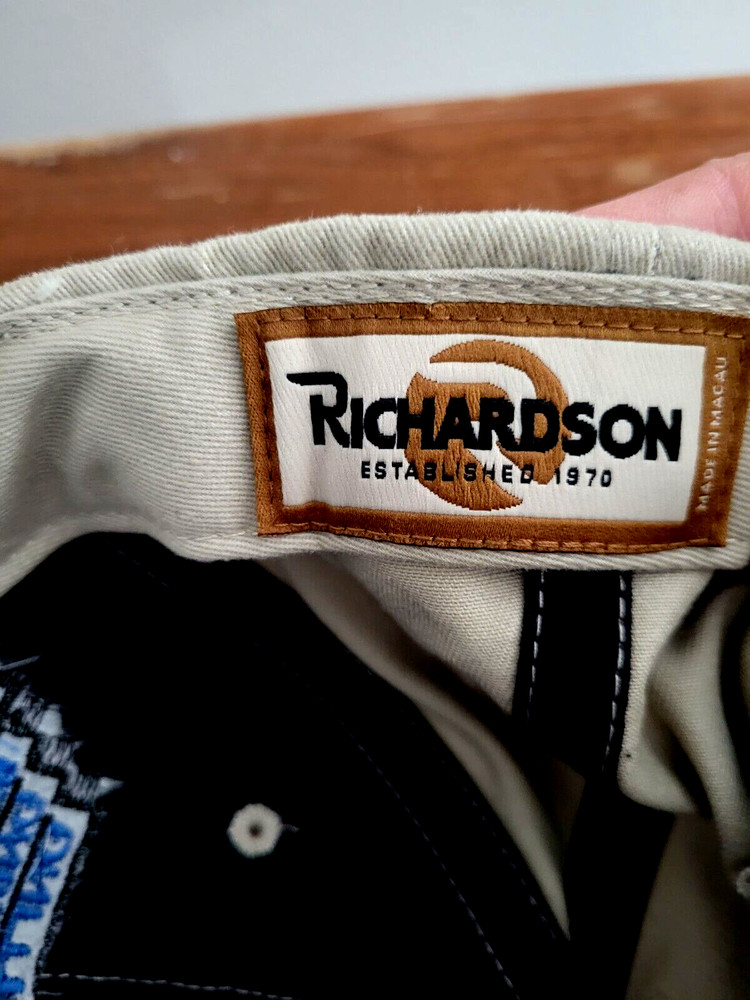 RICHARDSON
ESTABLISHED 1970
MADE IN MACAU